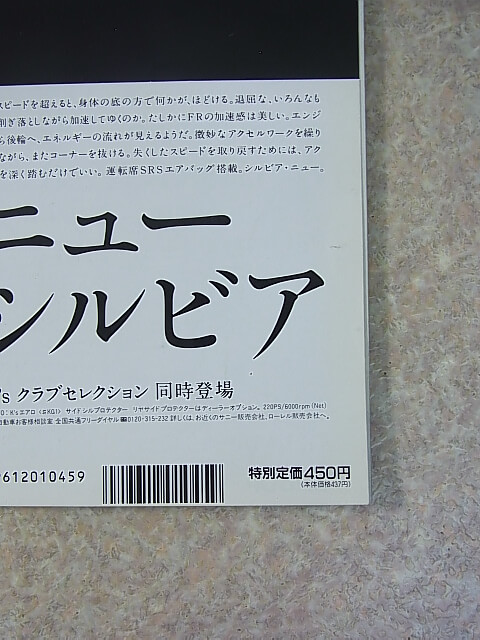 スピードを超えると、身体の底の方で何かが、ほどける。退屈な、いろんなも
削ぎ落としながら加速してゆくのか。たしかにFRの加速感は美しい。エンジ
ら後輪へ、エネルギーの流れが見えるようだ。微妙なアクセルワークを繰り
ながら、またコーナーを抜ける。失くしたスピードを取り戻すためには、アク
を深く踏むだけでいい。運転席SRSエアバッグ搭載。シルビア・ニュー。
ニュー
シルビア
's クラブセレクション 同時登場
O:K'sエアロ(SKG1) サイドシルプロテクター リヤサイドプロテクターはディーラーオプション。220PS/6000rpm(Net)
自動車お客様相談室 全国共通フリーダイヤル☎0120-315-232 詳しくは、お近くのサニー販売会社、ローレル販売会社へ。
9612010459
特別定価450円
(本体価格437円)